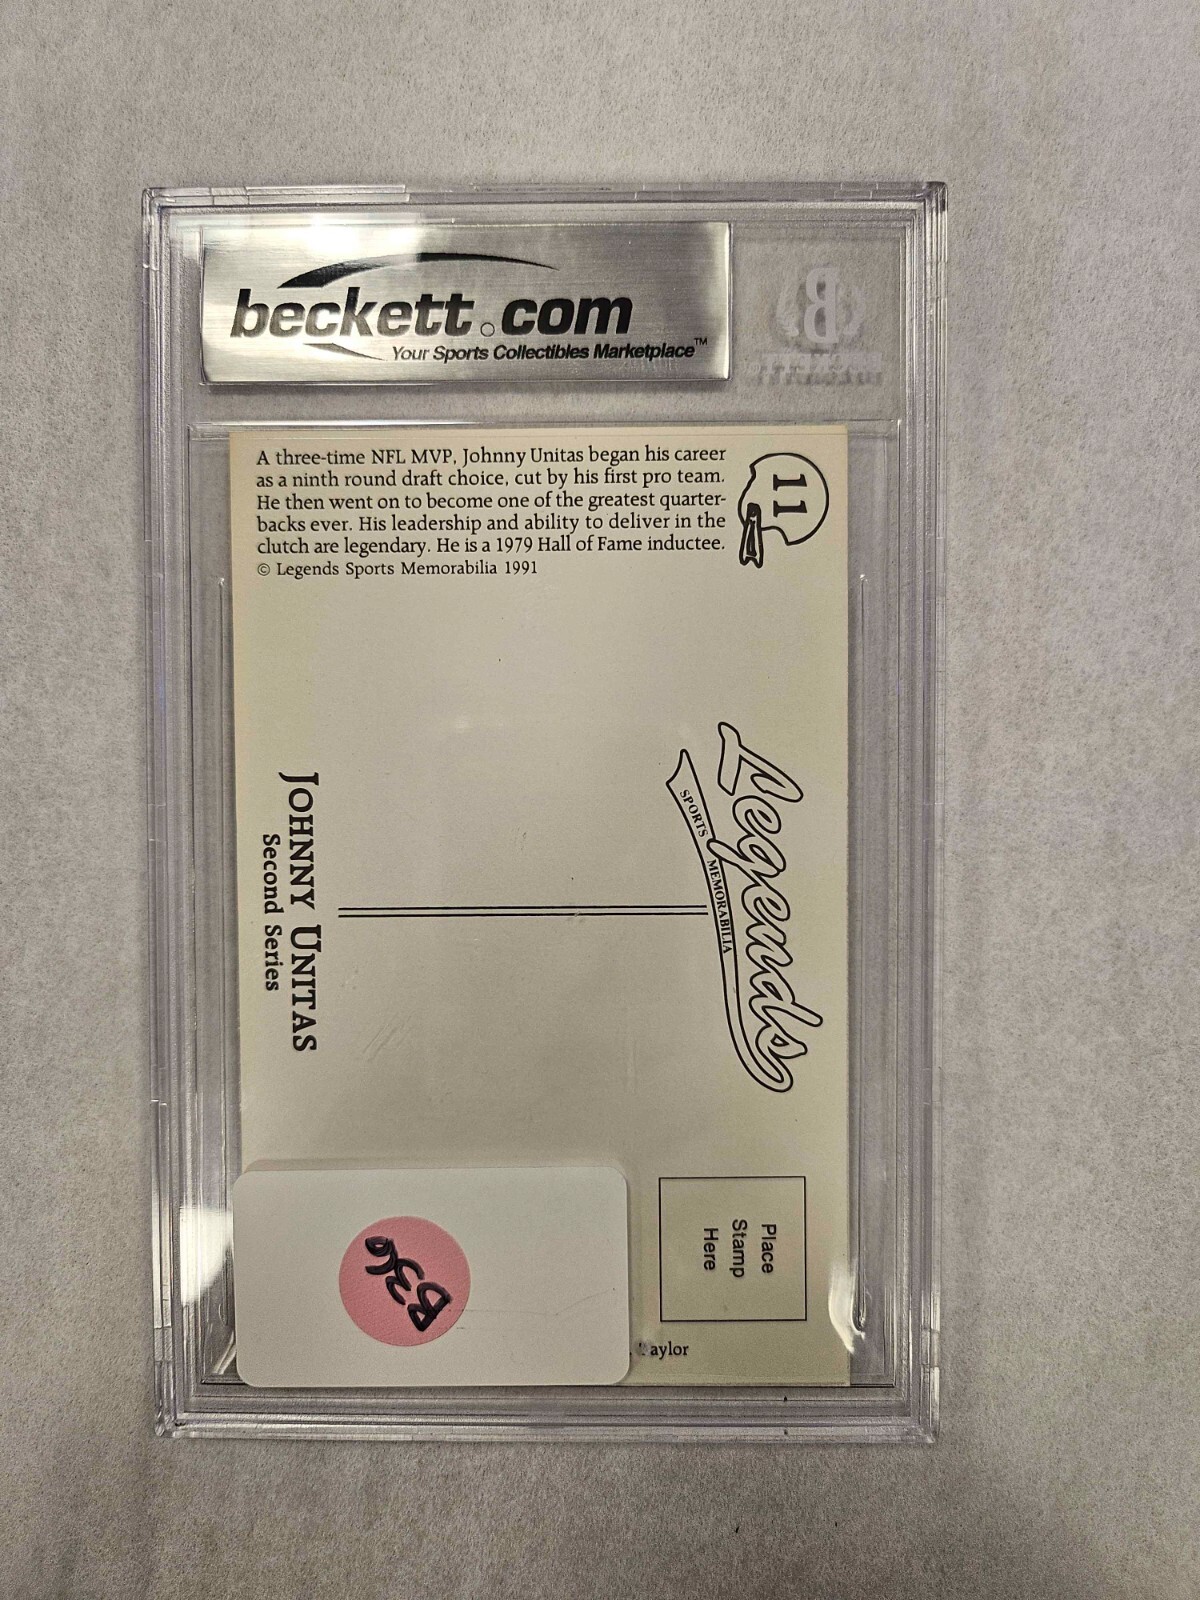 beckett.com
Your Sports Collectibles Marketplace™
A three-time NFL MVP, Johnny Unitas began his career
as a ninth round draft choice, cut by his first pro team.
He then went on to become one of the greatest quarter-
backs ever. His leadership and ability to deliver in the
clutch are legendary. He is a 1979 Hall of Fame inductee.
© Legends Sports Memorabilia 1991
11
Legends
SPORTS MEMORABILIA
JOHNNY UNITAS
Second Series
Place
Stamp
Here
B36
aylor